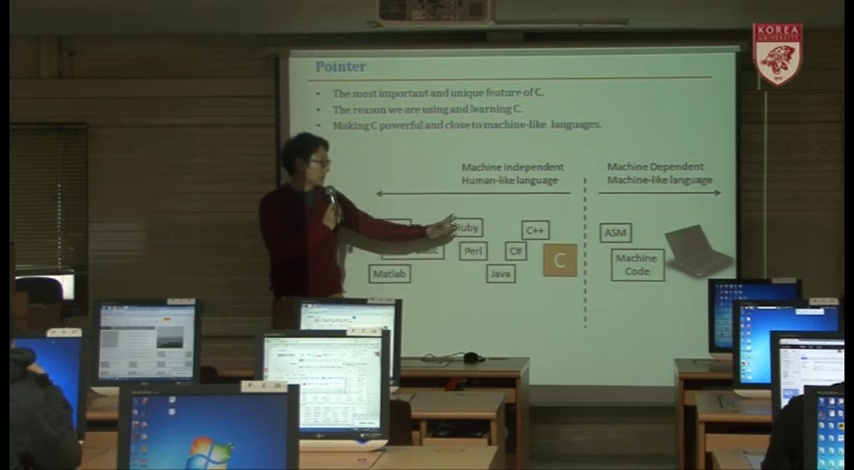 KOREA
UNIVERSITY
Pointer
• The most important and unique feature of C.
• The reason we are using and learning C.
• Making C powerful and close to machine-like languages.
Machine Independent
Human-like language
Machine Dependent
Machine-like language
Ruby
C++
ASM
Perl
C#
C
Machine
Code
Matlab
Java